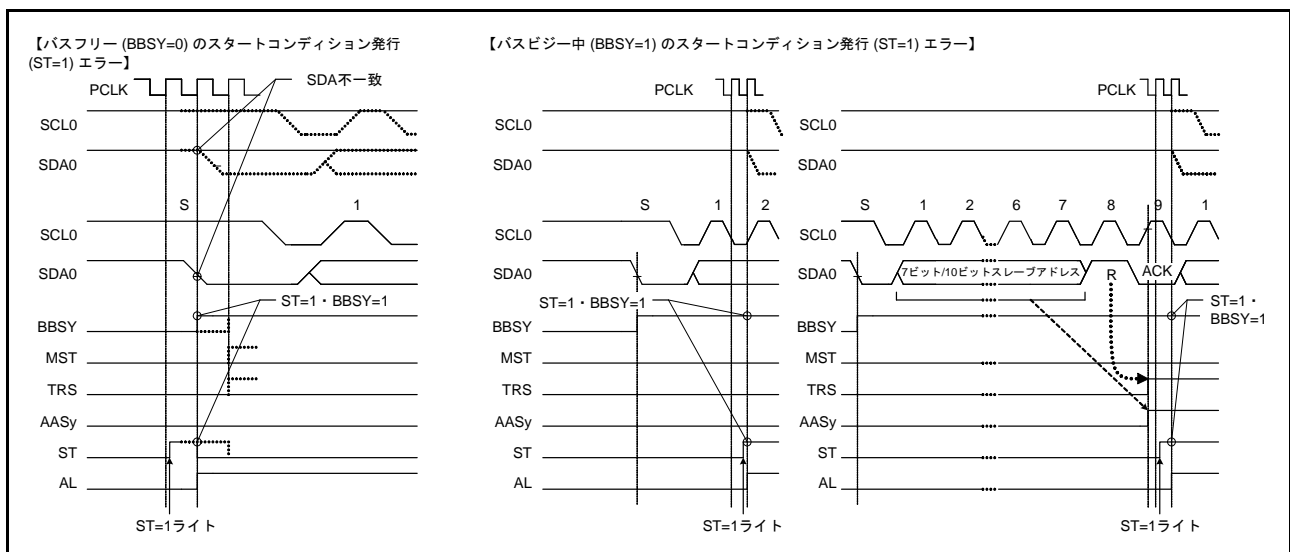 【バスフリー (BBSY=0) のスタートコンディション発行
(ST=1) エラー】
PCLK
SDA不一致
SCL0
SDA0
S
1
SCL0
SDA0
ST=1・BBSY=1
BBSY
MST
TRS
AASy
ST
AL
ST=1ライト
【バスビジー中 (BBSY=1) のスタートコンディション発行 (ST=1) エラー】
PCLK
SCL0
SDA0
S
1
2
SCL0
SDA0
ST=1・BBSY=1
BBSY
MST
TRS
AASy
ST
AL
ST=1ライト
PCLK
SCL0
SDA0
S
1
2
6
7
8
9
1
SCL0
SDA0
7ビット/10ビットスレーブアドレス
R
ACK
ST=1・
BBSY=1
BBSY
MST
TRS
AASy
ST
AL
ST=1ライト